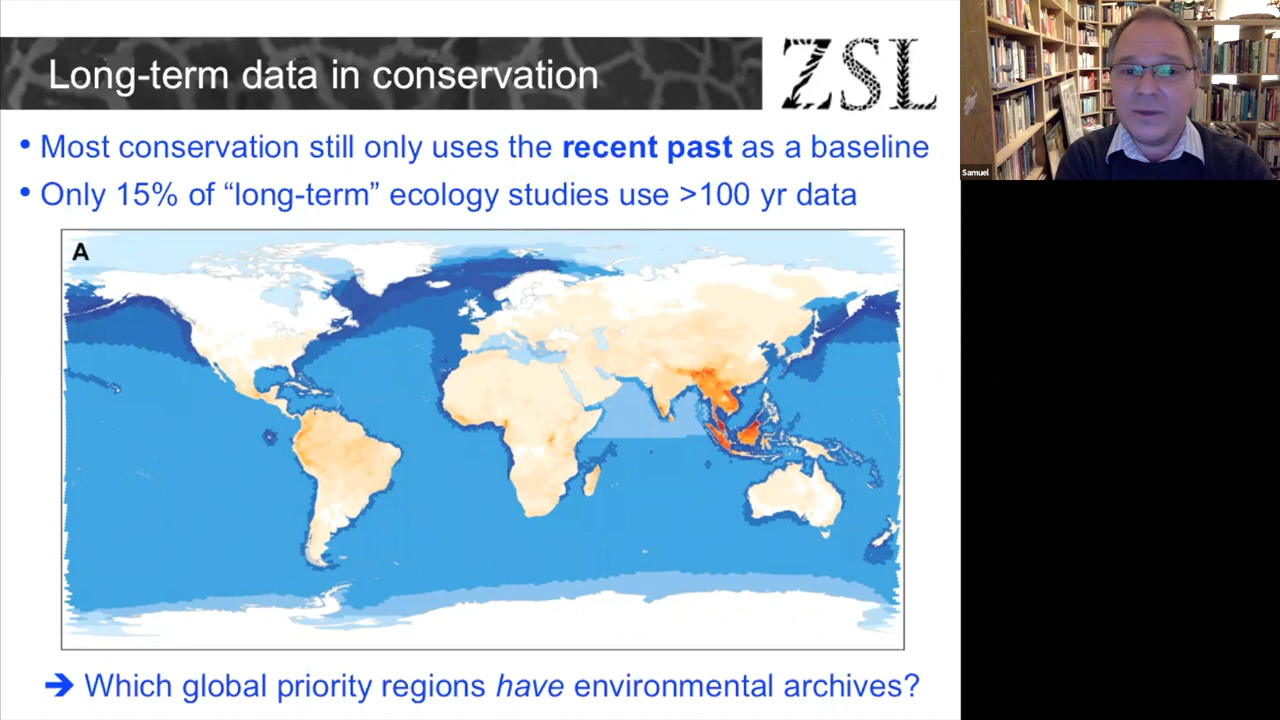 Long-term data in conservation
ZSL
• Most conservation still only uses the recent past as a baseline
• Only 15% of “long-term” ecology studies use >100 yr data
A
➔ Which global priority regions have environmental archives?
Samuel